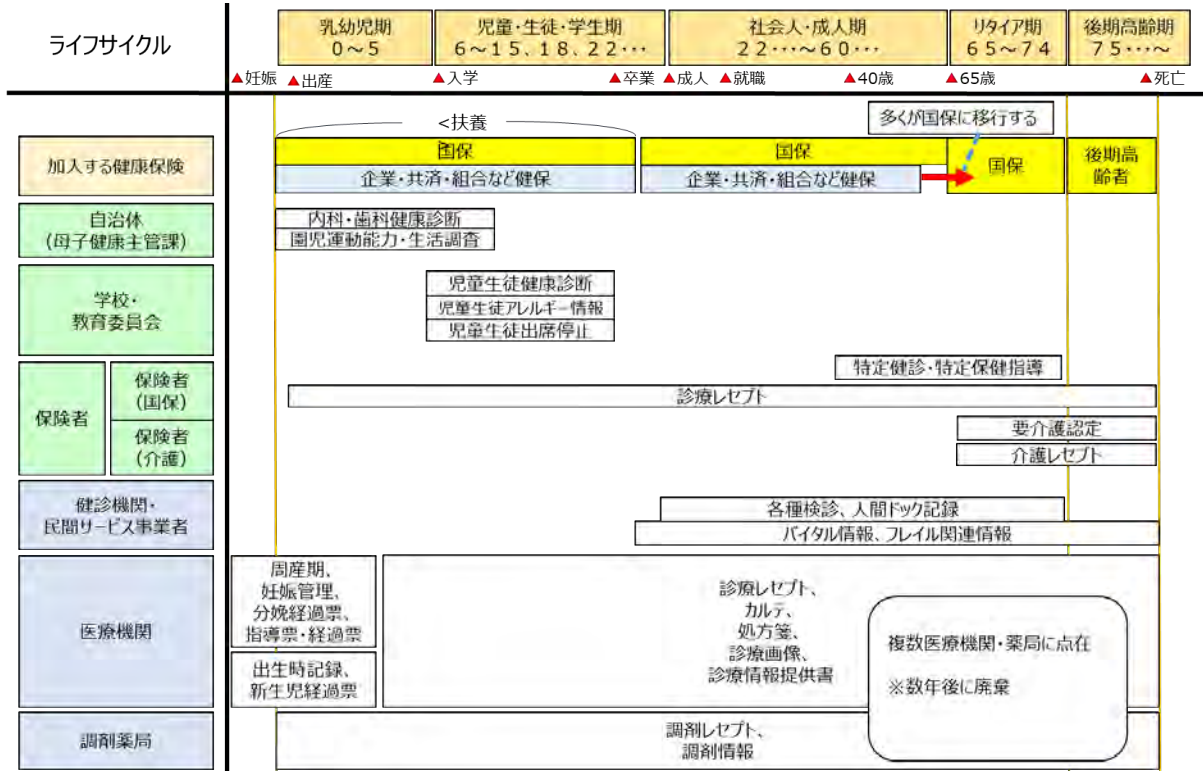 ライフサイクル
乳幼児期
0～5
児童・生徒・学生期
6～15、18、22…
社会人・成人期
22…～60…
リタイア期
65～74
後期高齢期
75…～
▲妊娠
▲出産
▲入学
▲卒業
▲成人
▲就職
▲40歳
▲65歳
▲死亡
加入する健康保険
<扶養
多くが国保に移行する
国保
企業・共済・組合など健保
国保
企業・共済・組合など健保
国保
後期高
齢者
自治体
(母子健康主管課)
内科・歯科健康診断
園児運動能力・生活調査
学校・
教育委員会
児童生徒健康診断
児童生徒アレルギー情報
児童生徒出席停止
保険者
保険者
(国保)
保険者
(介護)
特定健診・特定保健指導
診療レセプト
要介護認定
介護レセプト
健診機関・
民間サービス事業者
各種検診、人間ドック記録
バイタル情報、フレイル関連情報
医療機関
周産期、
妊娠管理、
分娩経過票、
指導票・経過票
出生時記録、
新生児経過票
診療レセプト、
カルテ、
処方箋、
診療画像、
診療情報提供書
複数医療機関・薬局に点在
※数年後に廃棄
調剤薬局
調剤レセプト、
調剤情報